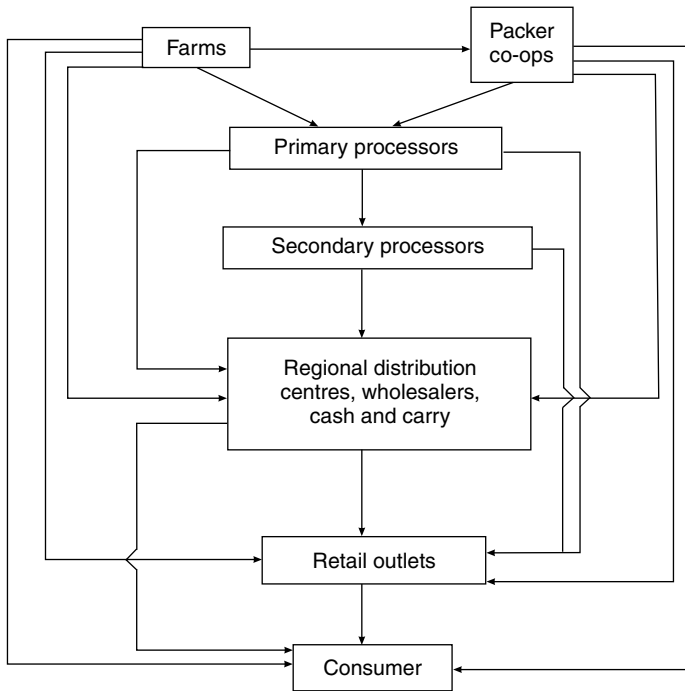 Farms
Packer
co-ops
Primary processors
Secondary processors
Regional distribution
centres, wholesalers,
cash and carry
Retail outlets
Consumer